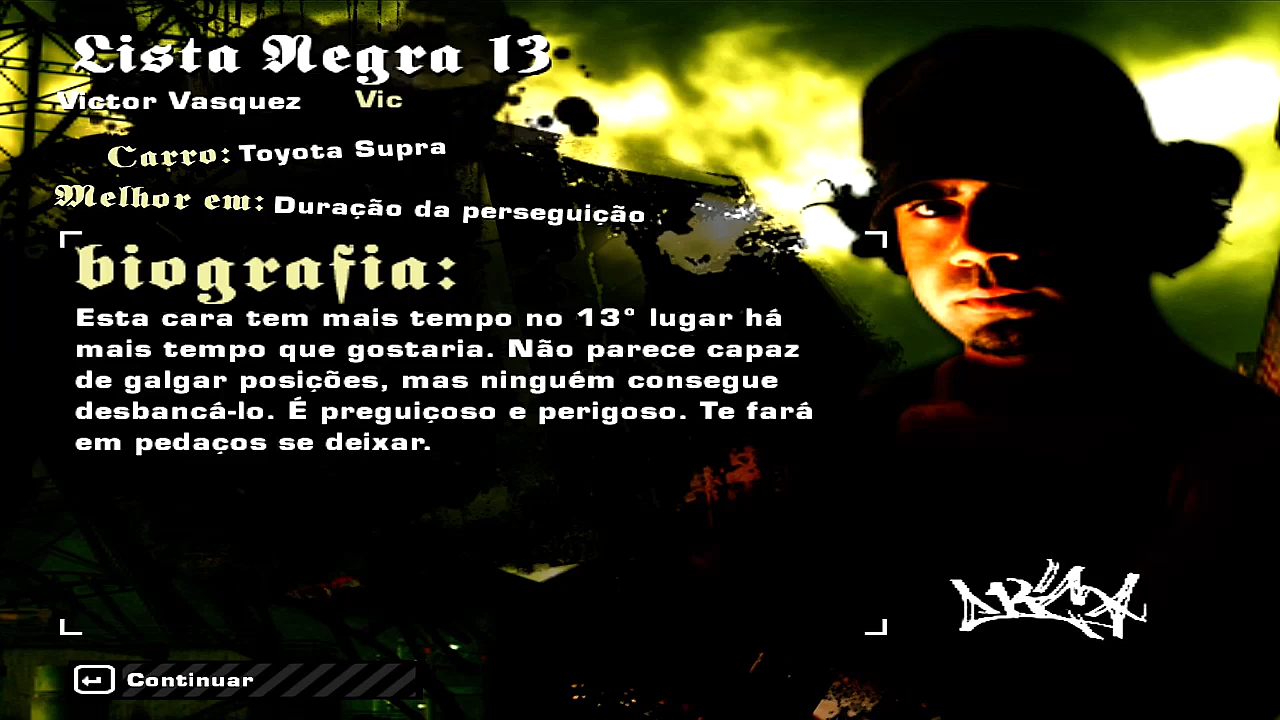 Lista Negra 13
Victor Vasquez Vic
Carro: Toyota Supra
Melhor em: Duração da perseguição
biografia:
Esta cara tem mais tempo no 13º lugar há
mais tempo que gostaria. Não parece capaz
de galgar posições, mas ninguém consegue
desbancá-lo. É preguiçoso e perigoso. Te fará
em pedaços se deixar.
Continuar